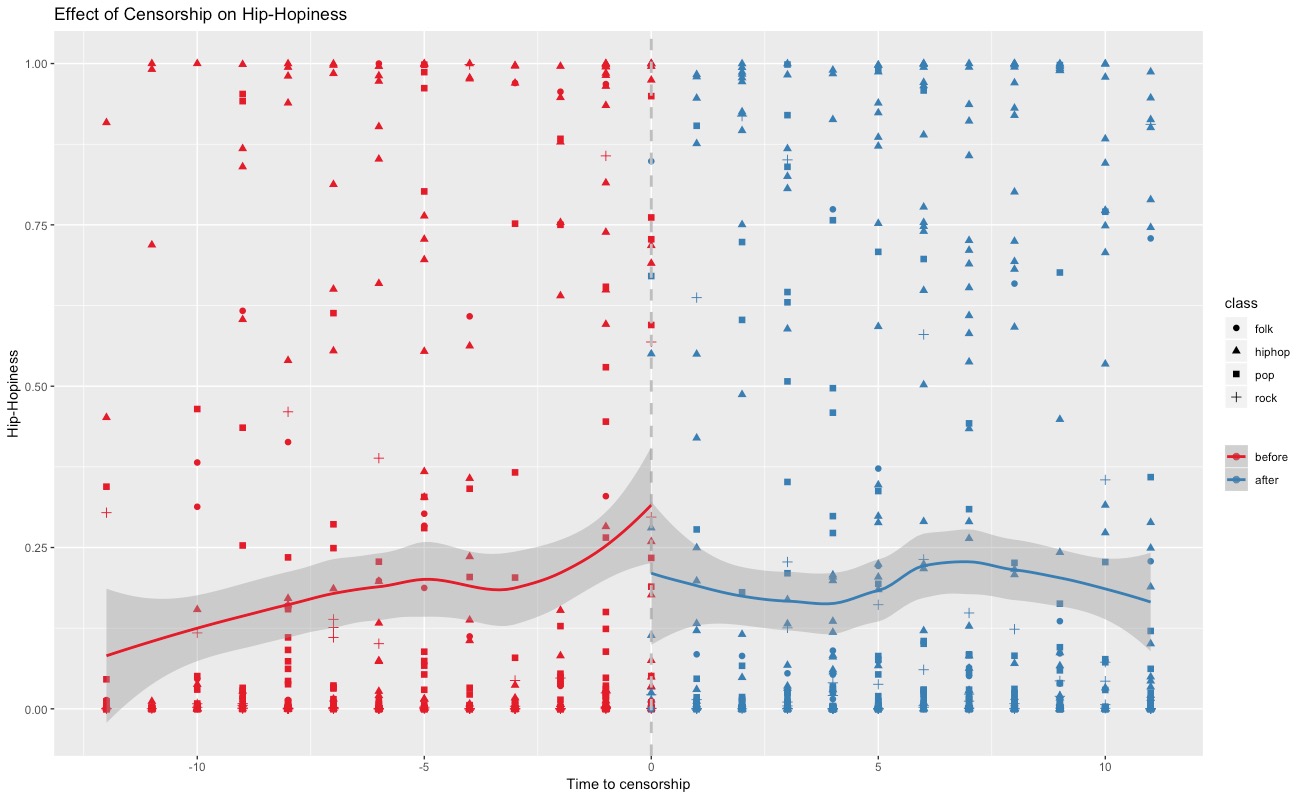 Effect of Censorship on Hip-Hopiness
Hip-Hopiness
1.00
0.75
0.50
0.25
0.00
-10
-5
0
5
10
Time to censorship
class
folk
hiphop
pop
rock
before
after